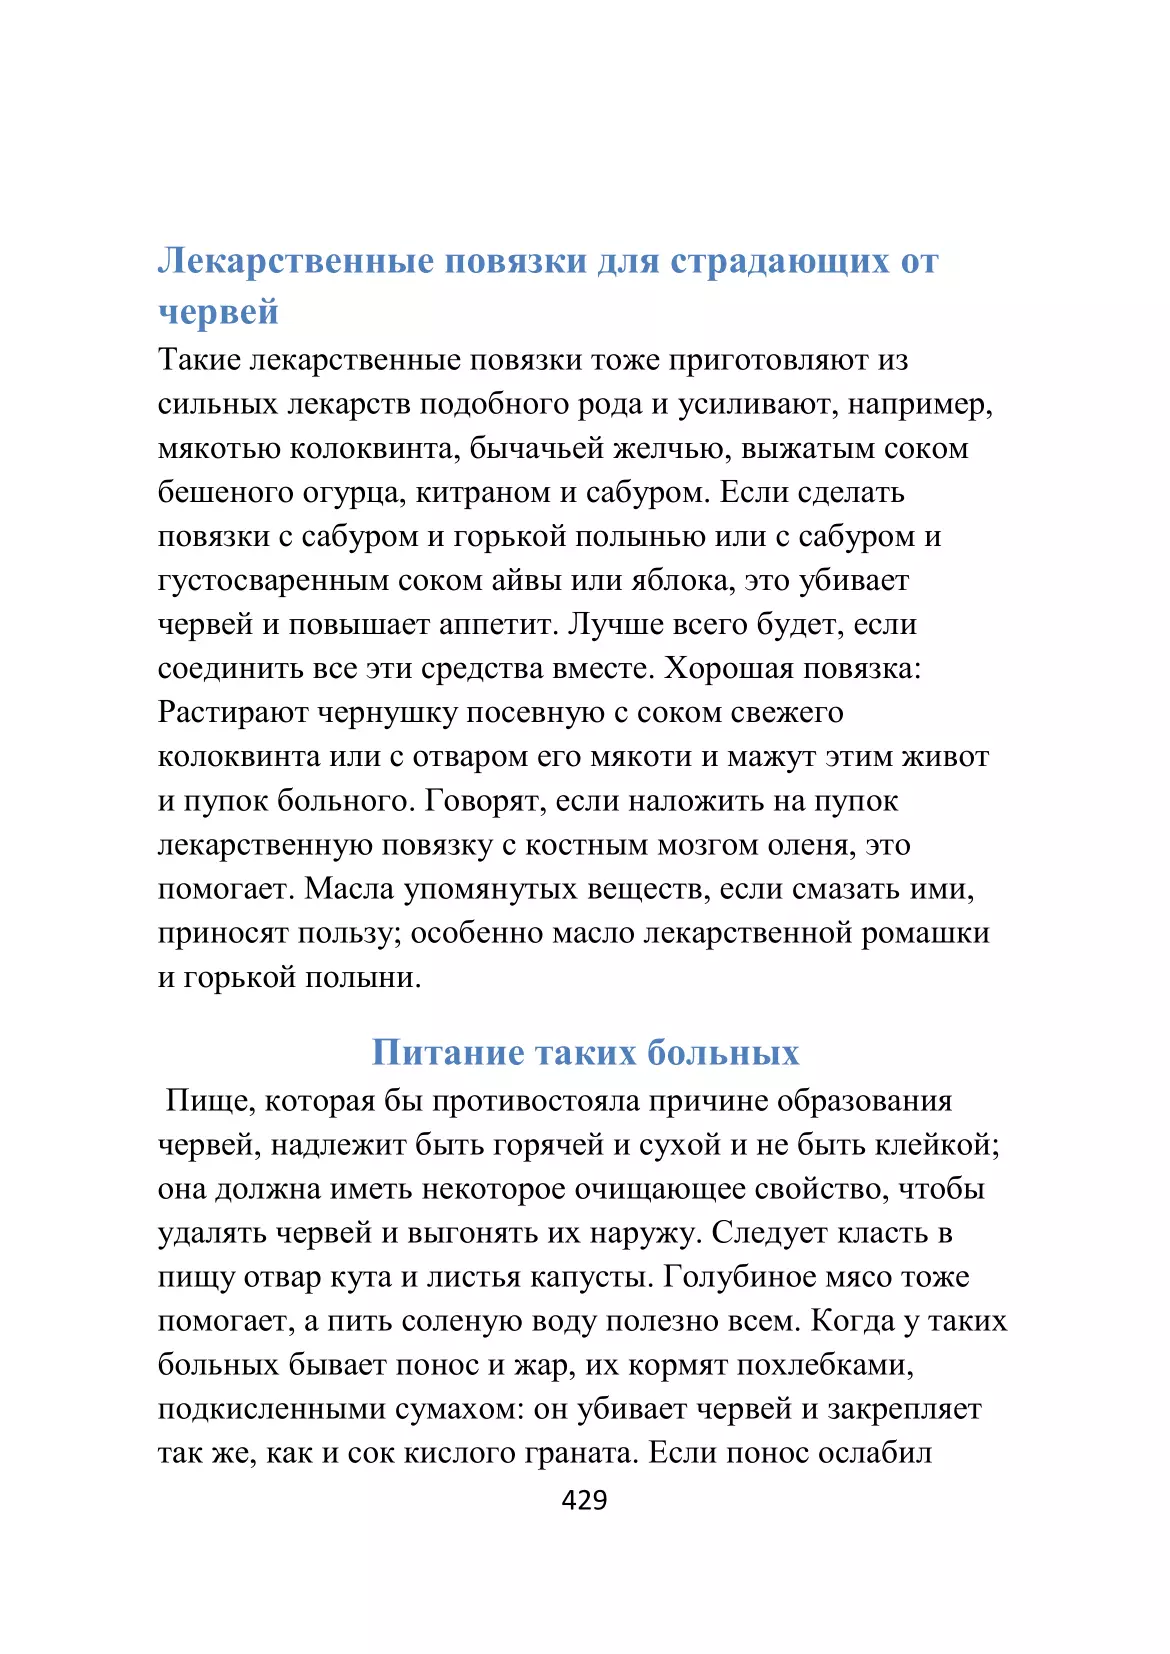 Лекарственные повязки для страдающих от
червей
Такие лекарственные повязки тоже приготовляют из
сильных лекарств подобного рода и усиливают, например,
мякотью колоквинта, бычачьей желчью, выжатым соком
бешеного огурца, китраном и сабуром. Если сделать
повязки с сабуром и горькой полынью или с сабуром и
густосваренным соком айвы или яблока, это убивает
червей и повышает аппетит. Лучше всего будет, если
соединить все эти средства вместе. Хорошая повязка:
Растирают чернушку посевную с соком свежего
колоквинта или с отваром его мякоти и мажут этим живот
и пупок больного. Говорят, если наложить на пупок
лекарственную повязку с костным мозгом оленя, это
помогает. Масла упомянутых веществ, если смазать ими,
приносят пользу; особенно масло лекарственной ромашки
и горькой полыни.
Питание таких больных
Пище, которая бы противостояла причине образования
червей, надлежит быть горячей и сухой и не быть клейкой;
она должна иметь некоторое очищающее свойство, чтобы
удалять червей и выгонять их наружу. Следует класть в
пищу отвар кута и листья капусты. Голубиное мясо тоже
помогает, а пить соленую воду полезно всем. Когда у таких
больных бывает понос и жар, их кормят похлебками,
подкисленными сумахом: он убивает червей и закрепляет
так же, как и сок кислого граната. Если понос ослабил
429